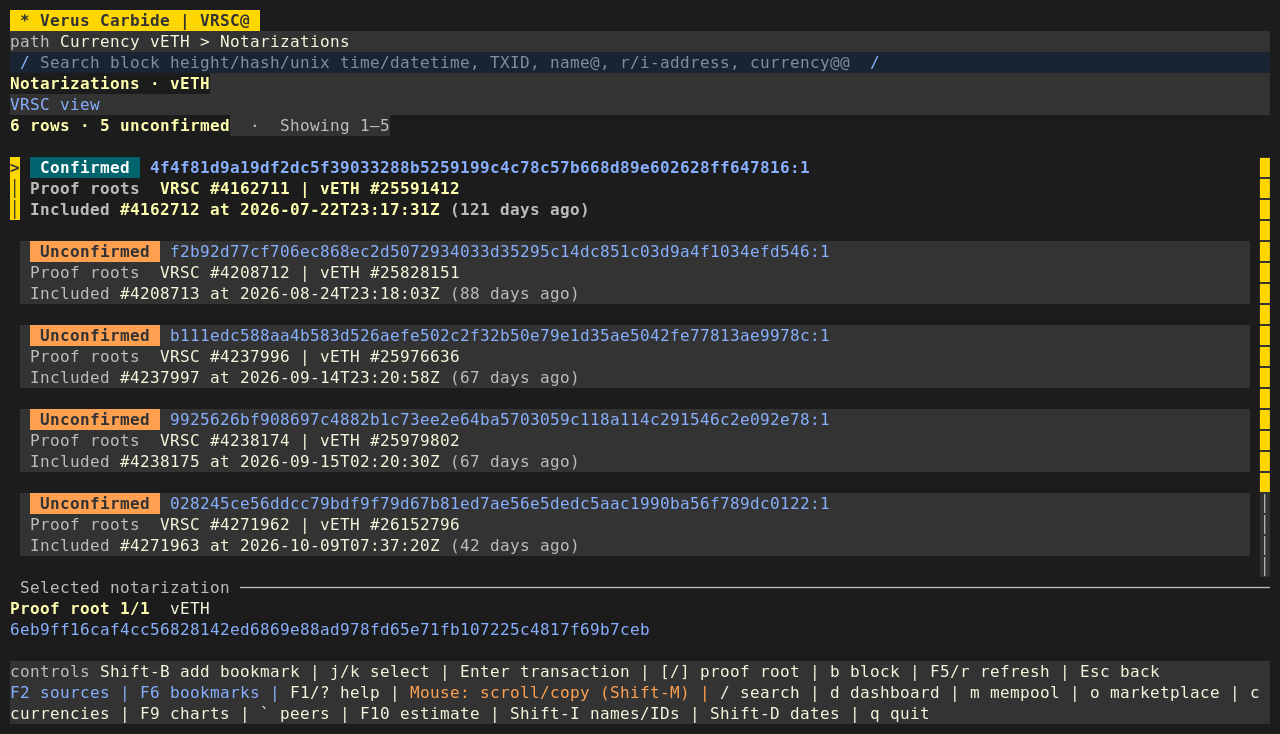 * Verus Carbide | VRSC@
path Currency vETH > Notarizations
/ Search block height/hash/unix time/datetime, TXID, name@, r/i-address, currency@@ /
Notarizations · vETH
VRSC view
6 rows · 5 unconfirmed · Showing 1–5
> Confirmed 4f4f81d9a19df2dc5f39033288b5259199c4c78c57b668d89e602628ff647816:1
| Proof roots VRSC #4162711 | vETH #25591412
| Included #4162712 at 2026-07-22T23:17:31Z (121 days ago)
Unconfirmed f2b92d77cf706ec868ec2d5072934033d35295c14dc851c03d9a4f1034efd546:1
Proof roots VRSC #4208712 | vETH #25828151
Included #4208713 at 2026-08-24T23:18:03Z (88 days ago)
Unconfirmed b111edc588aa4b583d526aefe502c2f32b50e79e1d35ae5042fe77813ae9978c:1
Proof roots VRSC #4237996 | vETH #25976636
Included #4237997 at 2026-09-14T23:20:58Z (67 days ago)
Unconfirmed 9925626bf908697c4882b1c73ee2e64ba5703059c118a114c291546c2e092e78:1
Proof roots VRSC #4238174 | vETH #25979802
Included #4238175 at 2026-09-15T02:20:30Z (67 days ago)
Unconfirmed 028245ce56ddcc79bdf9f79d67b81ed7ae56e5dedc5aac1990ba56f789dc0122:1
Proof roots VRSC #4271962 | vETH #26152796
Included #4271963 at 2026-10-09T07:37:20Z (42 days ago)
Selected notarization
Proof root 1/1 vETH
6eb9ff16caf4cc56828142ed6869e88ad978fd65e71fb107225c4817f69b7ceb
controls Shift-B add bookmark | j/k select | Enter transaction | [/] proof root | b block | F5/r refresh | Esc back
F2 sources | F6 bookmarks | F1/? help | Mouse: scroll/copy (Shift-M) | / search | d dashboard | m mempool | o marketplace | c
currencies | F9 charts | ` peers | F10 estimate | Shift-I names/IDs | Shift-D dates | q quit